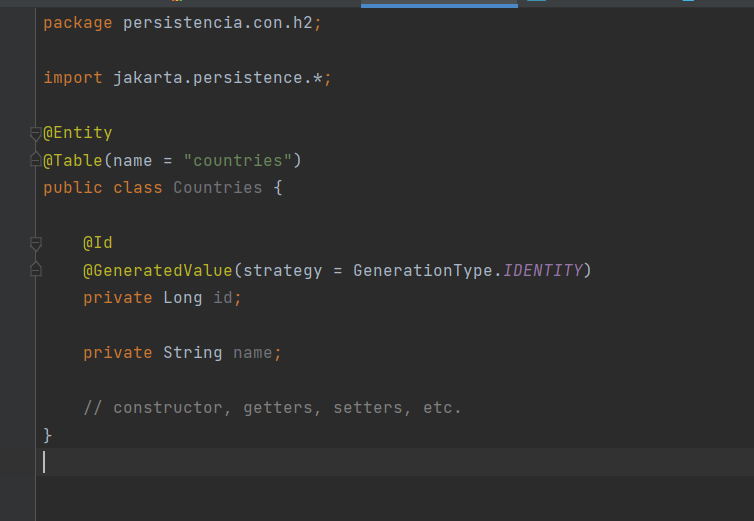 package persistencia.con.h2;
import jakarta.persistence.*;
@Entity
@Table(name = "countries")
public class Countries {
@Id
@GeneratedValue(strategy = GenerationType.IDENTITY)
private Long id;
private String name;
// constructor, getters, setters, etc.
}